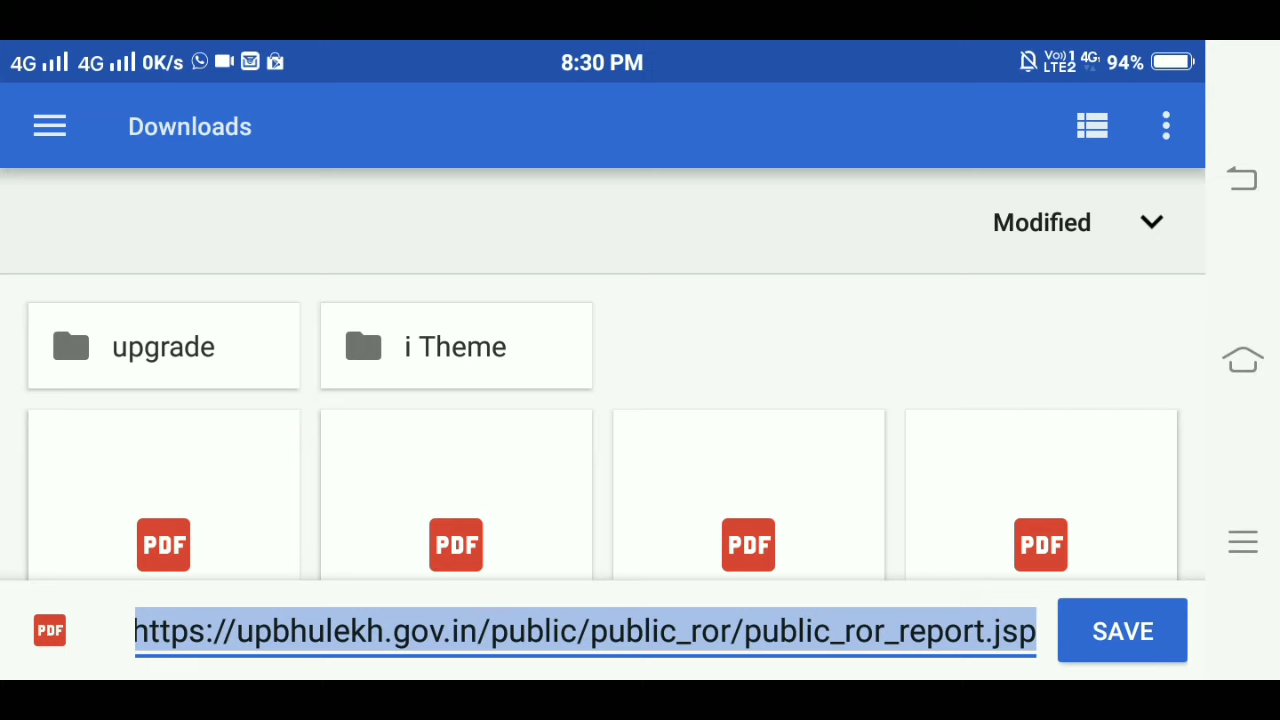 4G 4G 0K/s 8:30 PM Vo) 1 LTE2 4G 94%
Downloads
Modified
upgrade i Theme
PDF PDF PDF PDF
PDF https://upbhulekh.gov.in/public/public_ror/public_ror_report.jsp SAVE